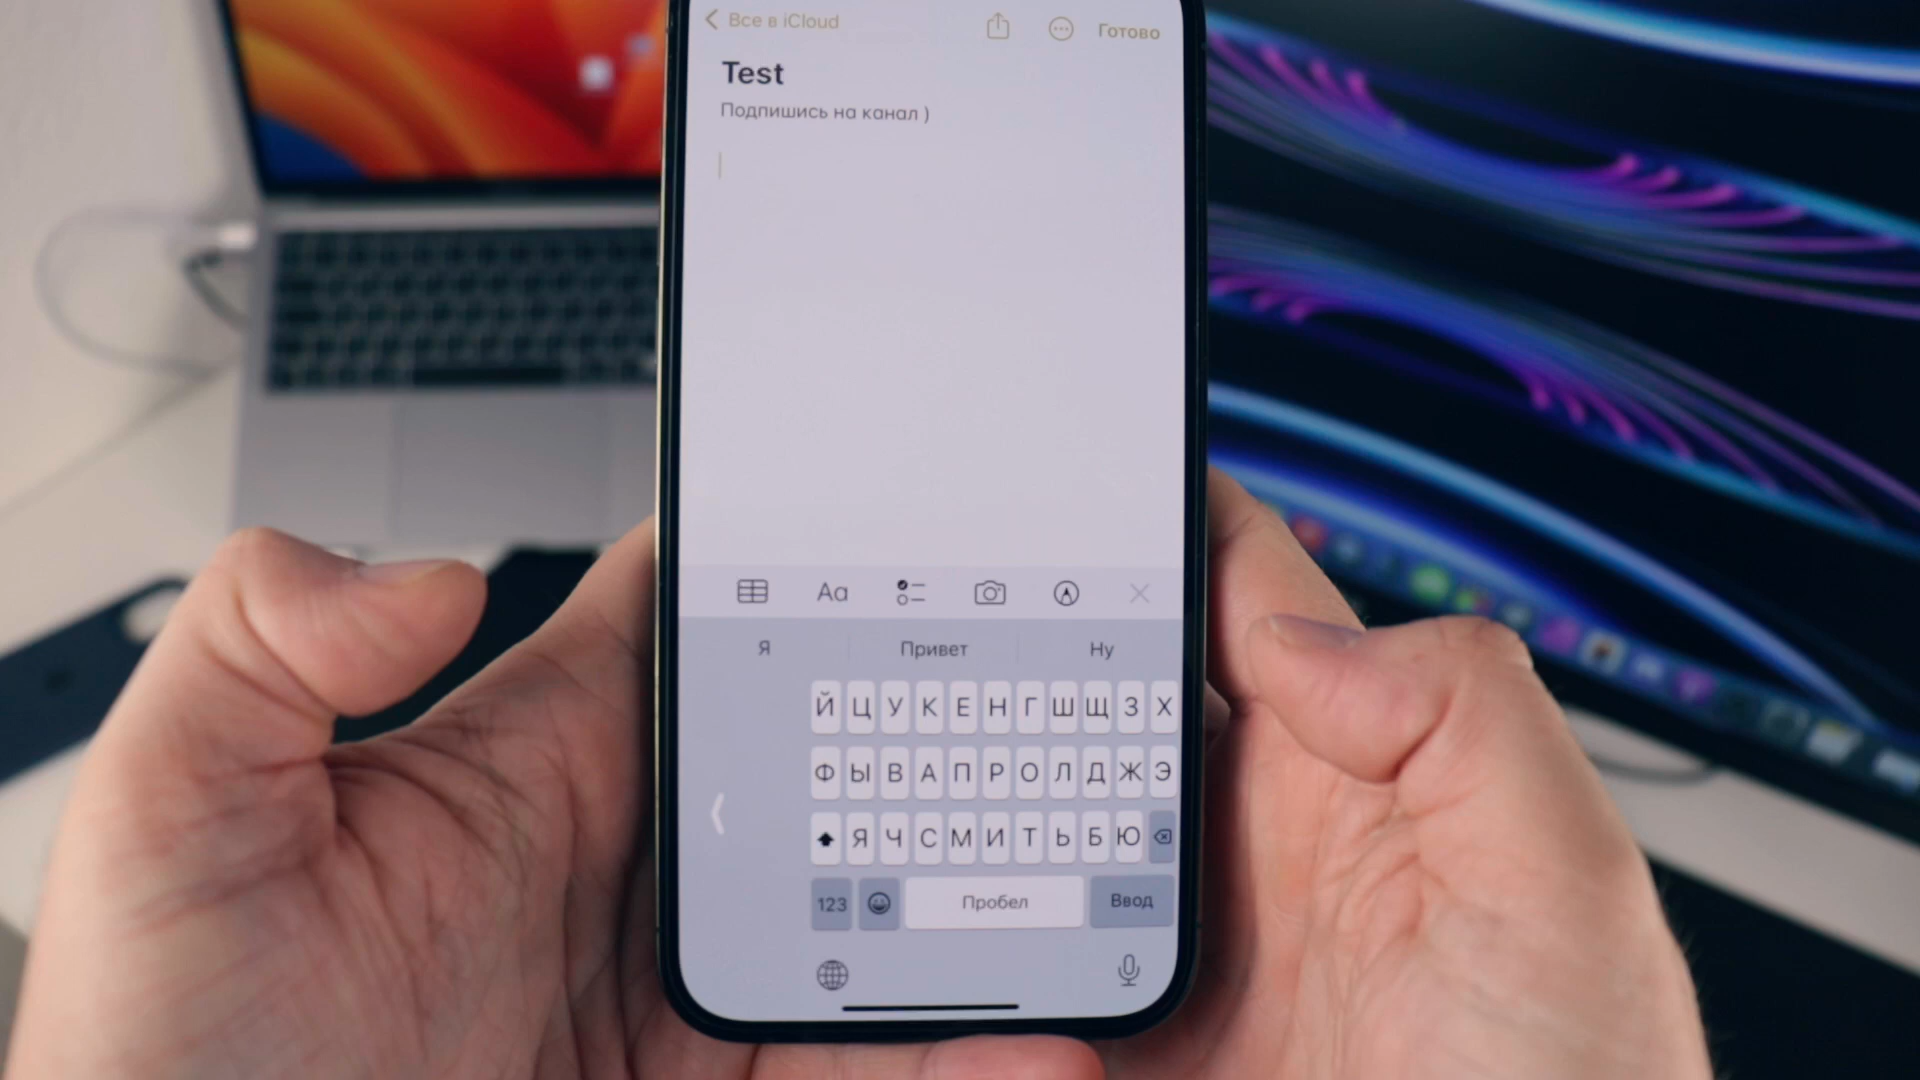 Все в iCloud Готово
Test
Подпишись на канал )
Aa
Я Привет Ну
Й Ц У К Е Н Г Ш Щ З Х
Ф Ы В А П Р О Л Д Ж Э
Я Ч С М И Т Ь Б Ю
123 Пробел Ввод